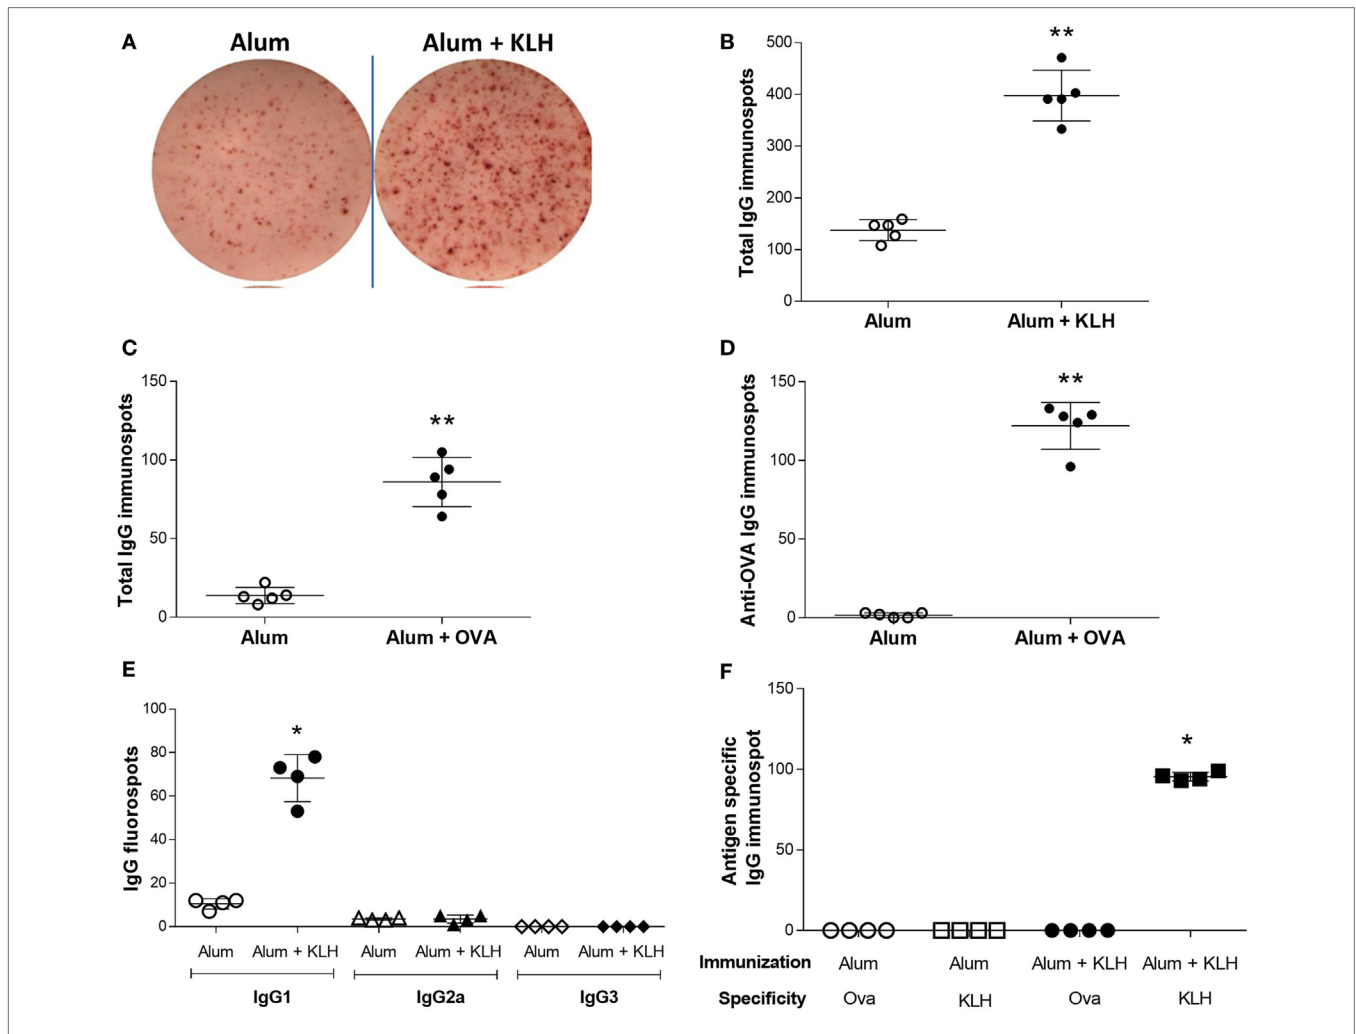 A
Alum
Alum + KLH
B
Total IgG immunospots
500
400
300
200
100
0
**
Alum
Alum + KLH
C
Total IgG immunospots
150
100
50
0
**
Alum
Alum + OVA
D
Anti-OVA IgG immunospots
150
100
50
0
**
Alum
Alum + OVA
E
IgG fluorospots
100
80
60
40
20
0
*
Alum
Alum + KLH
Alum
Alum + KLH
Alum
Alum + KLH
IgG1
IgG2a
IgG3
F
Antigen specific
IgG immunospot
150
100
50
0
*
Immunization
Alum
Alum
Alum + KLH
Alum + KLH
Specificity
Ova
KLH
Ova
KLH